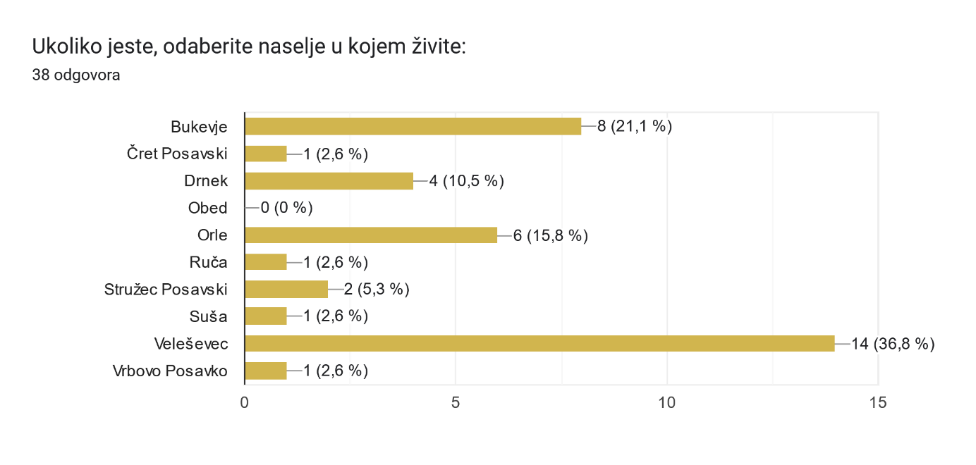 Ukoliko jeste, odaberite naselje u kojem živite:
38 odgovora
Bukevje 8 (21,1 %)
Čret Posavski 1 (2,6 %)
Drnek 4 (10,5 %)
Obed 0 (0 %)
Orle 6 (15,8 %)
Ruča 1 (2,6 %)
Stružec Posavski 2 (5,3 %)
Suša 1 (2,6 %)
Veleševec 14 (36,8 %)
Vrbovo Posavko 1 (2,6 %)
0 5 10 15